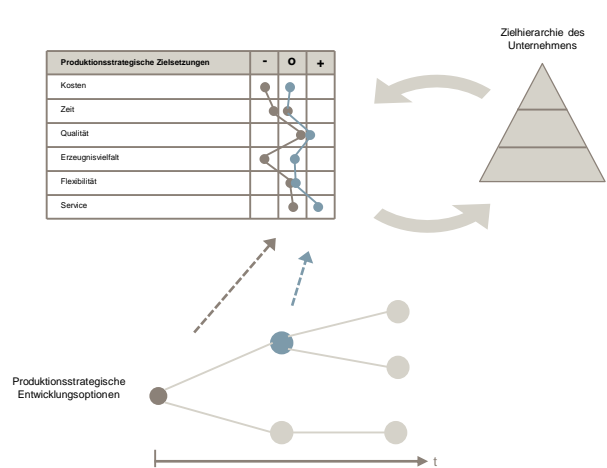 Zielhierarchie des
Unternehmens
Produktionsstrategische Zielsetzungen - O +
Kosten
Zeit
Qualität
Erzeugnisvielfalt
Flexibilität
Service
Produktionsstrategische
Entwicklungsoptionen
t